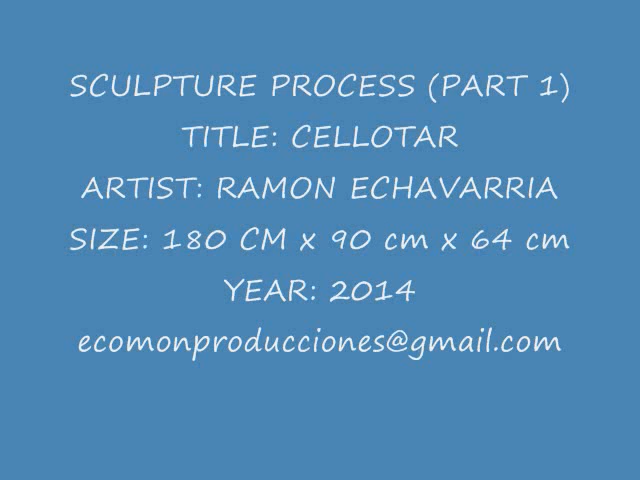 SCULPTURE PROCESS (PART 1)
TITLE: CELLOTAR
ARTIST: RAMON ECHAVARRIA
SIZE: 180 CM x 90 cm x 64 cm
YEAR: 2014
ecomonproducciones@gmail.com